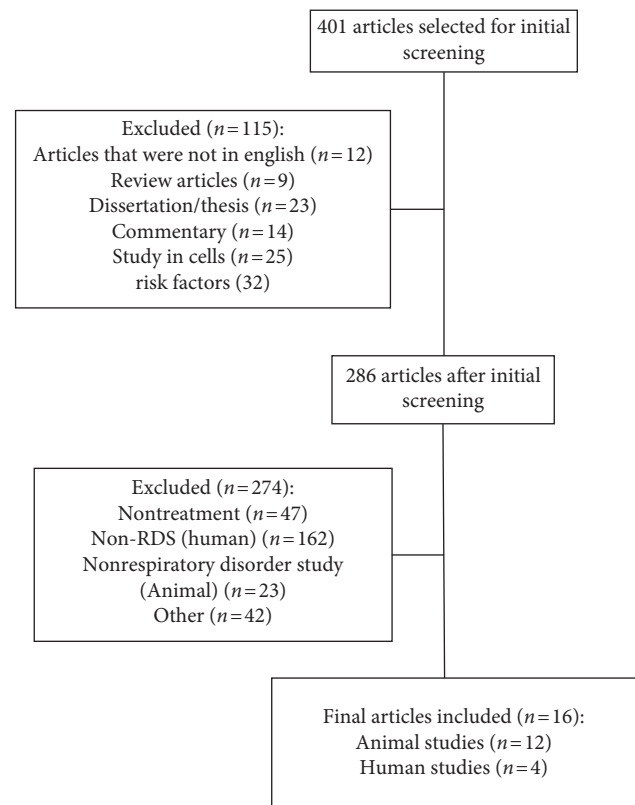 401 articles selected for initial
screening
Excluded (n=115):
Articles that were not in english (n=12)
Review articles (n=9)
Dissertation/thesis (n=23)
Commentary (n=14)
Study in cells (n=25)
risk factors (32)
286 articles after initial
screening
Excluded (n=274):
Nontreatment (n=47)
Non-RDS (human) (n=162)
Nonrespiratory disorder study
(Animal) (n=23)
Other (n=42)
Final articles included (n=16):
Animal studies (n=12)
Human studies (n=4)